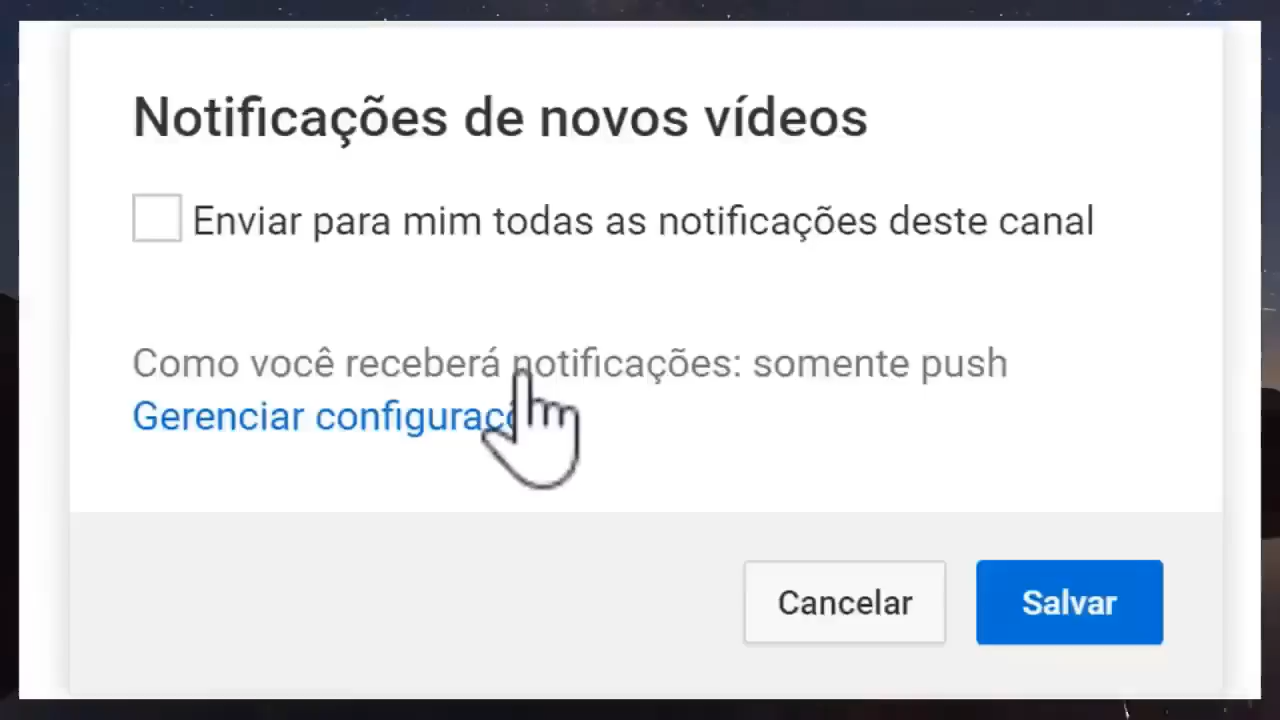 Notificações de novos vídeos
Enviar para mim todas as notificações deste canal
Como você receberá notificações: somente push
Gerenciar
Cancelar
Salvar